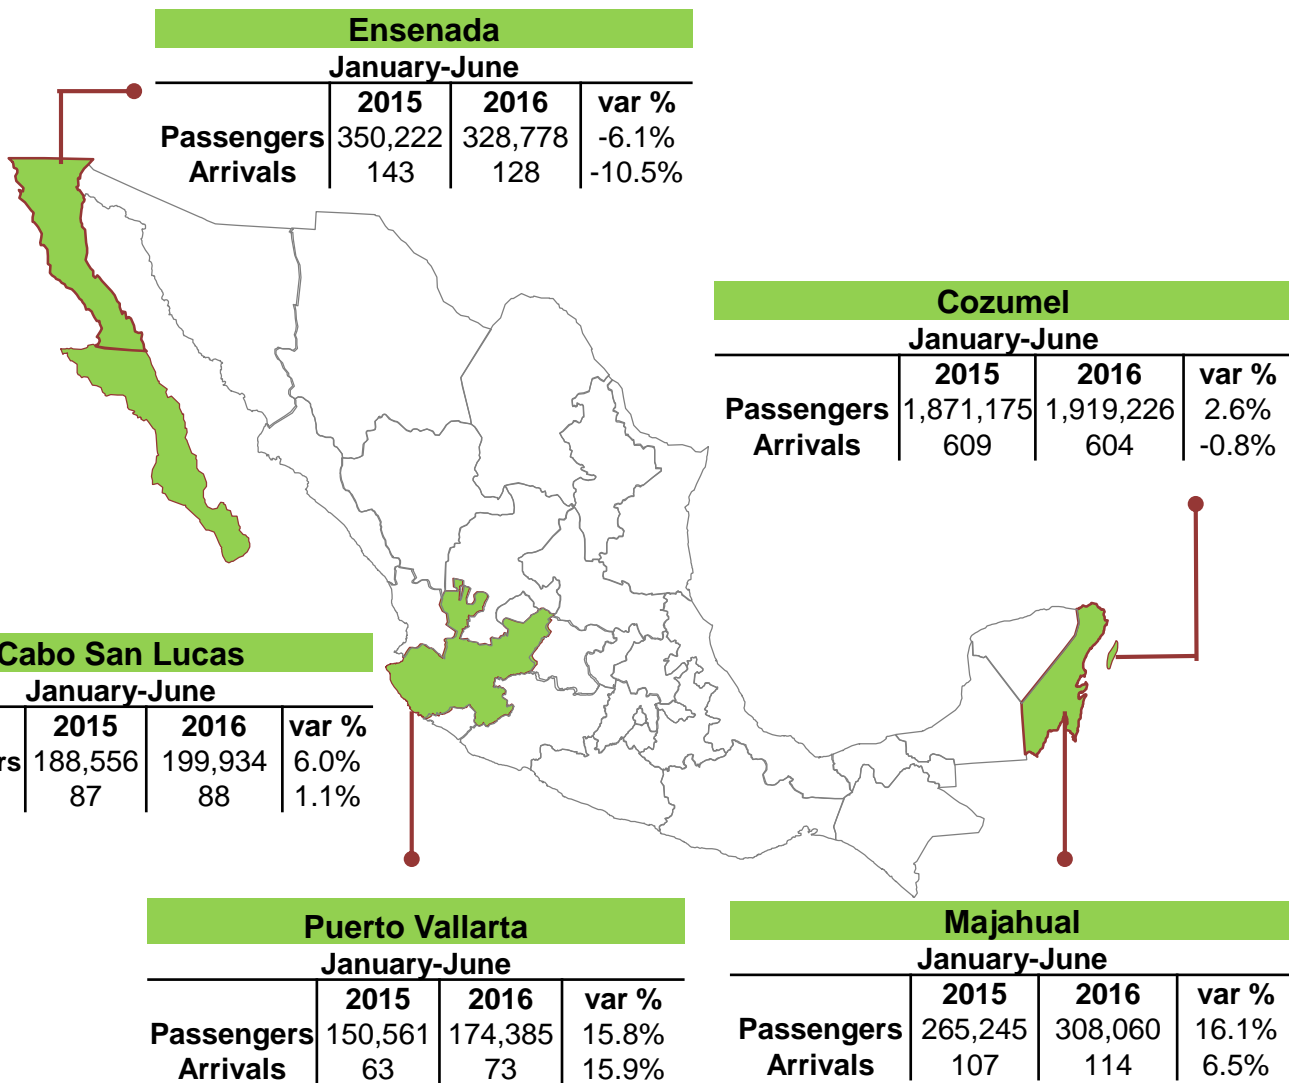 Ensenada
January-June
2015 2016 var %
Passengers 350,222 328,778 -6.1%
Arrivals 143 128 -10.5%
Cozumel
January-June
2015 2016 var %
Passengers 1,871,175 1,919,226 2.6%
Arrivals 609 604 -0.8%
Cabo San Lucas
January-June
2015 2016 var %
rs 188,556 199,934 6.0%
87 88 1.1%
Puerto Vallarta
January-June
2015 2016 var %
Passengers 150,561 174,385 15.8%
Arrivals 63 73 15.9%
Majahual
January-June
2015 2016 var %
Passengers 265,245 308,060 16.1%
Arrivals 107 114 6.5%